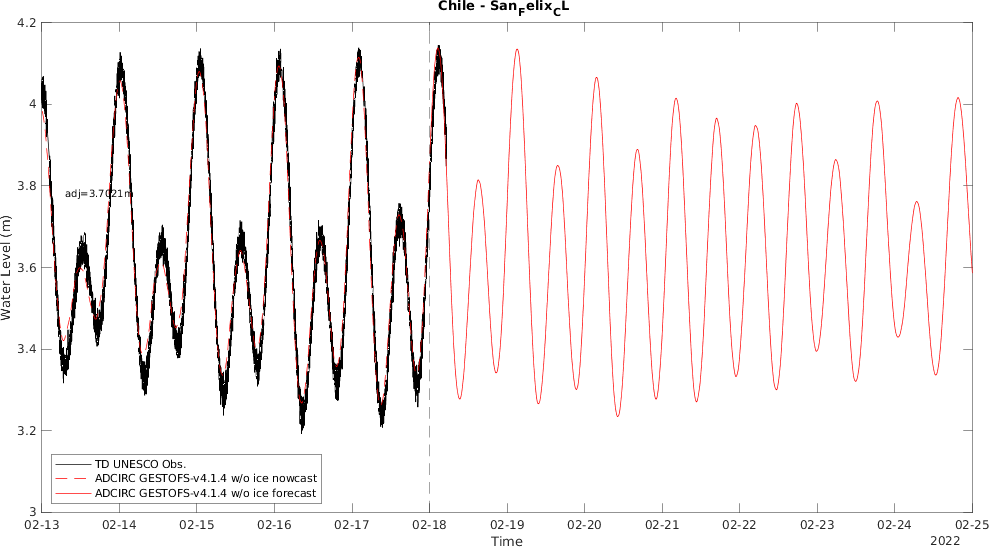 Chile - SanFelixCL
4.2
4
3.8
3.6
3.4
3.2
3
Water Level (m)
adj=3.7021m
TD UNESCO Obs.
ADCIRC GESTOFS-v4.1.4 w/o ice nowcast
ADCIRC GESTOFS-v4.1.4 w/o ice forecast
02-13 02-14 02-15 02-16 02-17 02-18 02-19 02-20 02-21 02-22 02-23 02-24 02-25
Time
2022